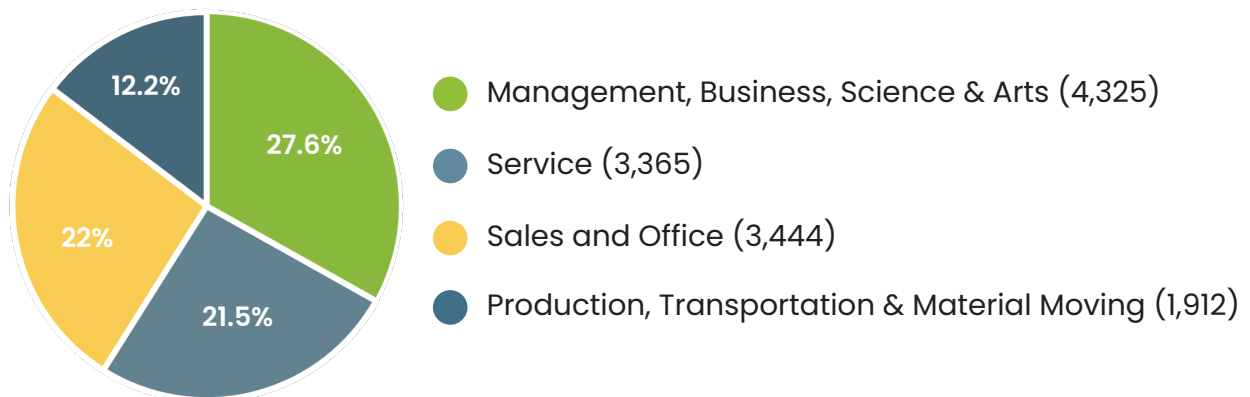 12.2%
27.6%
22%
21.5%
Management, Business, Science & Arts (4,325)
Service (3,365)
Sales and Office (3,444)
Production, Transportation & Material Moving (1,912)